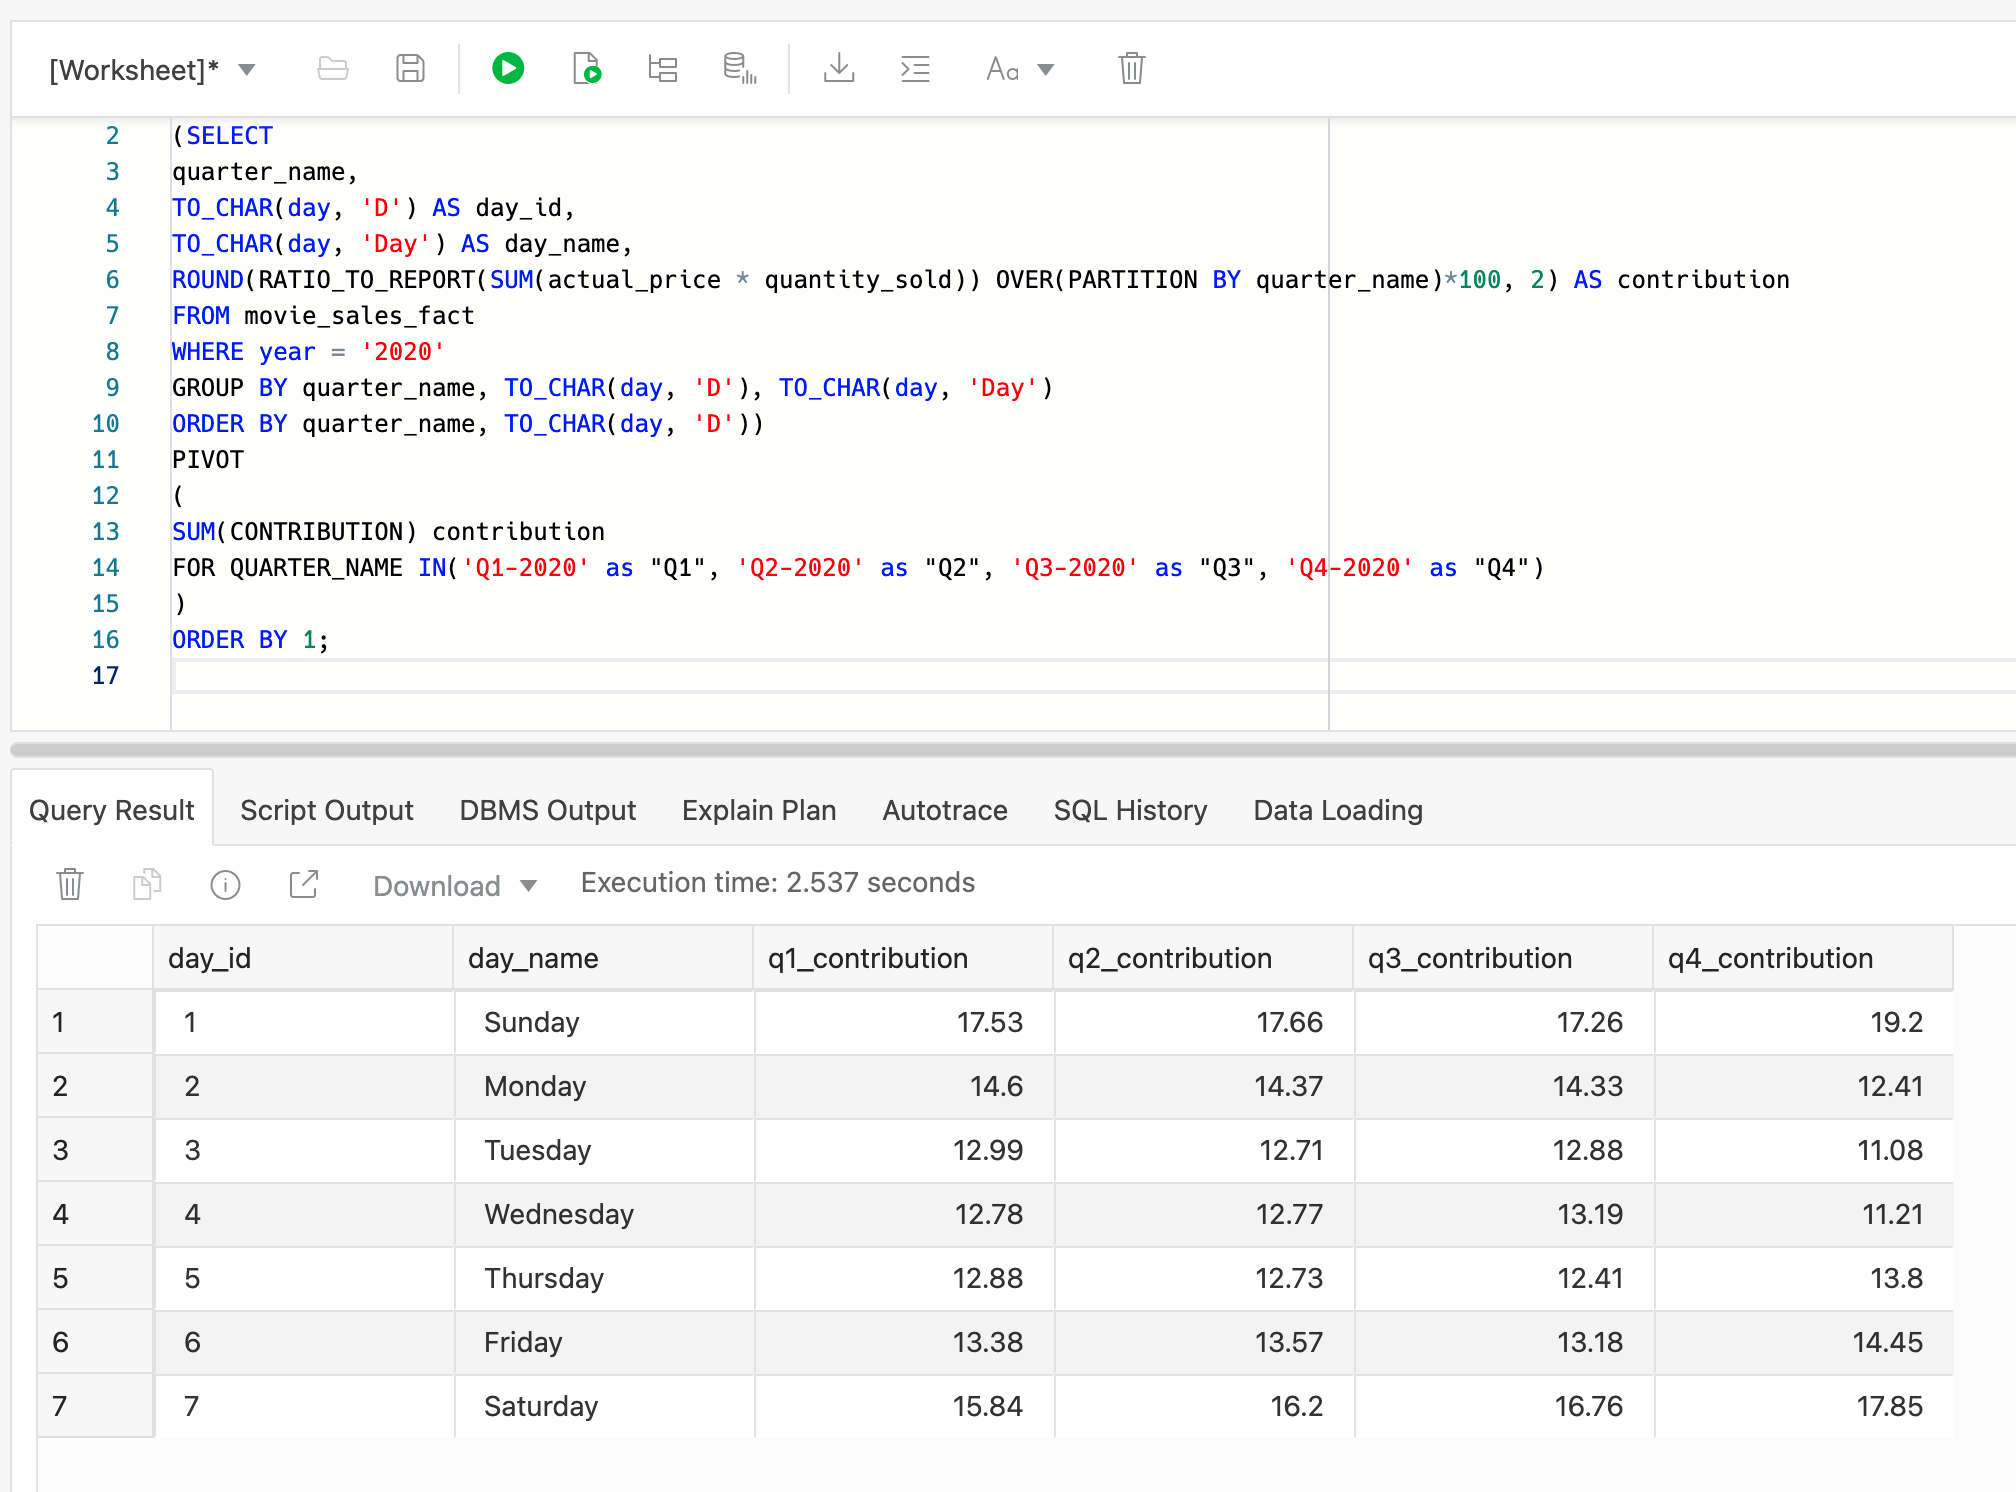 [Worksheet]* Aa
2 (SELECT
3 quarter_name,
4 TO_CHAR(day, 'D') AS day_id,
5 TO_CHAR(day, 'Day') AS day_name,
6 ROUND(RATIO_TO_REPORT(SUM(actual_price * quantity_sold)) OVER(PARTITION BY quarter_name)*100, 2) AS contribution
7 FROM movie_sales_fact
8 WHERE year = '2020'
9 GROUP BY quarter_name, TO_CHAR(day, 'D'), TO_CHAR(day, 'Day')
10 ORDER BY quarter_name, TO_CHAR(day, 'D'))
11 PIVOT
12 (
13 SUM(CONTRIBUTION) contribution
14 FOR QUARTER_NAME IN('Q1-2020' as "Q1", 'Q2-2020' as "Q2", 'Q3-2020' as "Q3", 'Q4-2020' as "Q4")
15 )
16 ORDER BY 1;
17
Query Result Script Output DBMS Output Explain Plan Autotrace SQL History Data Loading
Download Execution time: 2.537 seconds
day_id day_name q1_contribution q2_contribution q3_contribution q4_contribution
1 1 Sunday 17.53 17.66 17.26 19.2
2 2 Monday 14.6 14.37 14.33 12.41
3 3 Tuesday 12.99 12.71 12.88 11.08
4 4 Wednesday 12.78 12.77 13.19 11.21
5 5 Thursday 12.88 12.73 12.41 13.8
6 6 Friday 13.38 13.57 13.18 14.45
7 7 Saturday 15.84 16.2 16.76 17.85